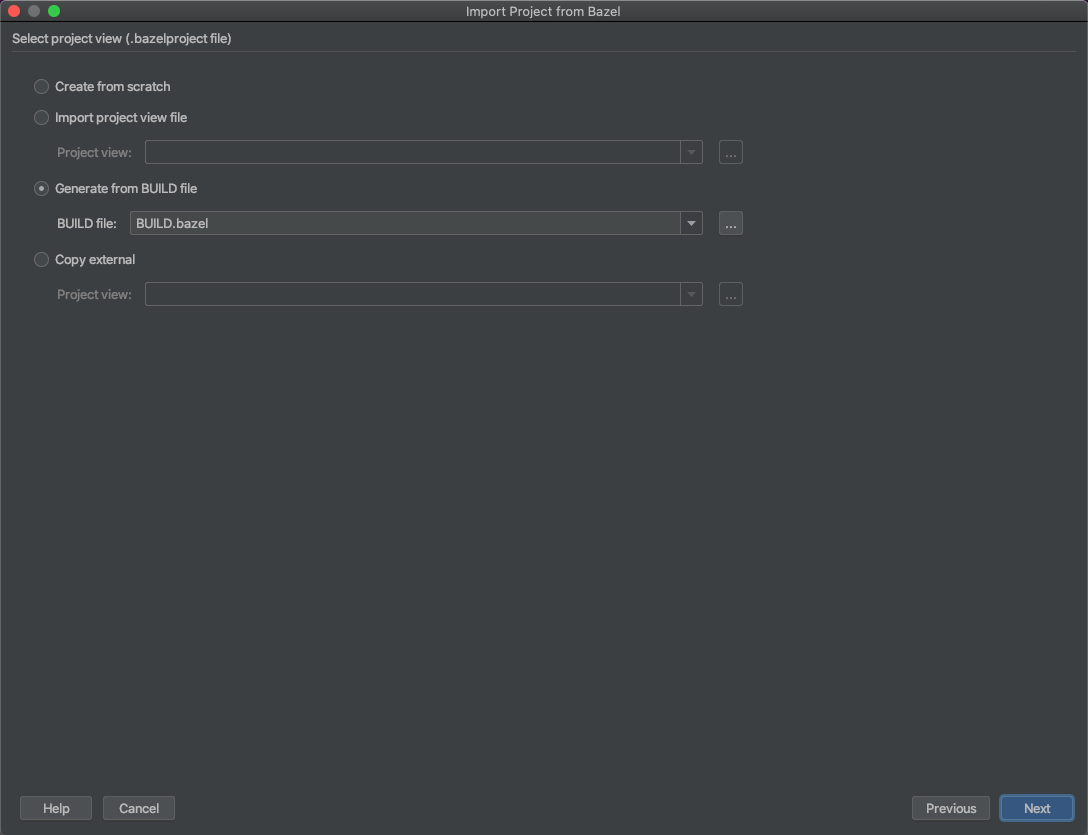 Import Project from Bazel
Select project view (.bazelproject file)
Create from scratch
Import project view file
Project view:
...
Generate from BUILD file
BUILD file: BUILD.bazel
...
Copy external
Project view:
...
Help Cancel Previous Next